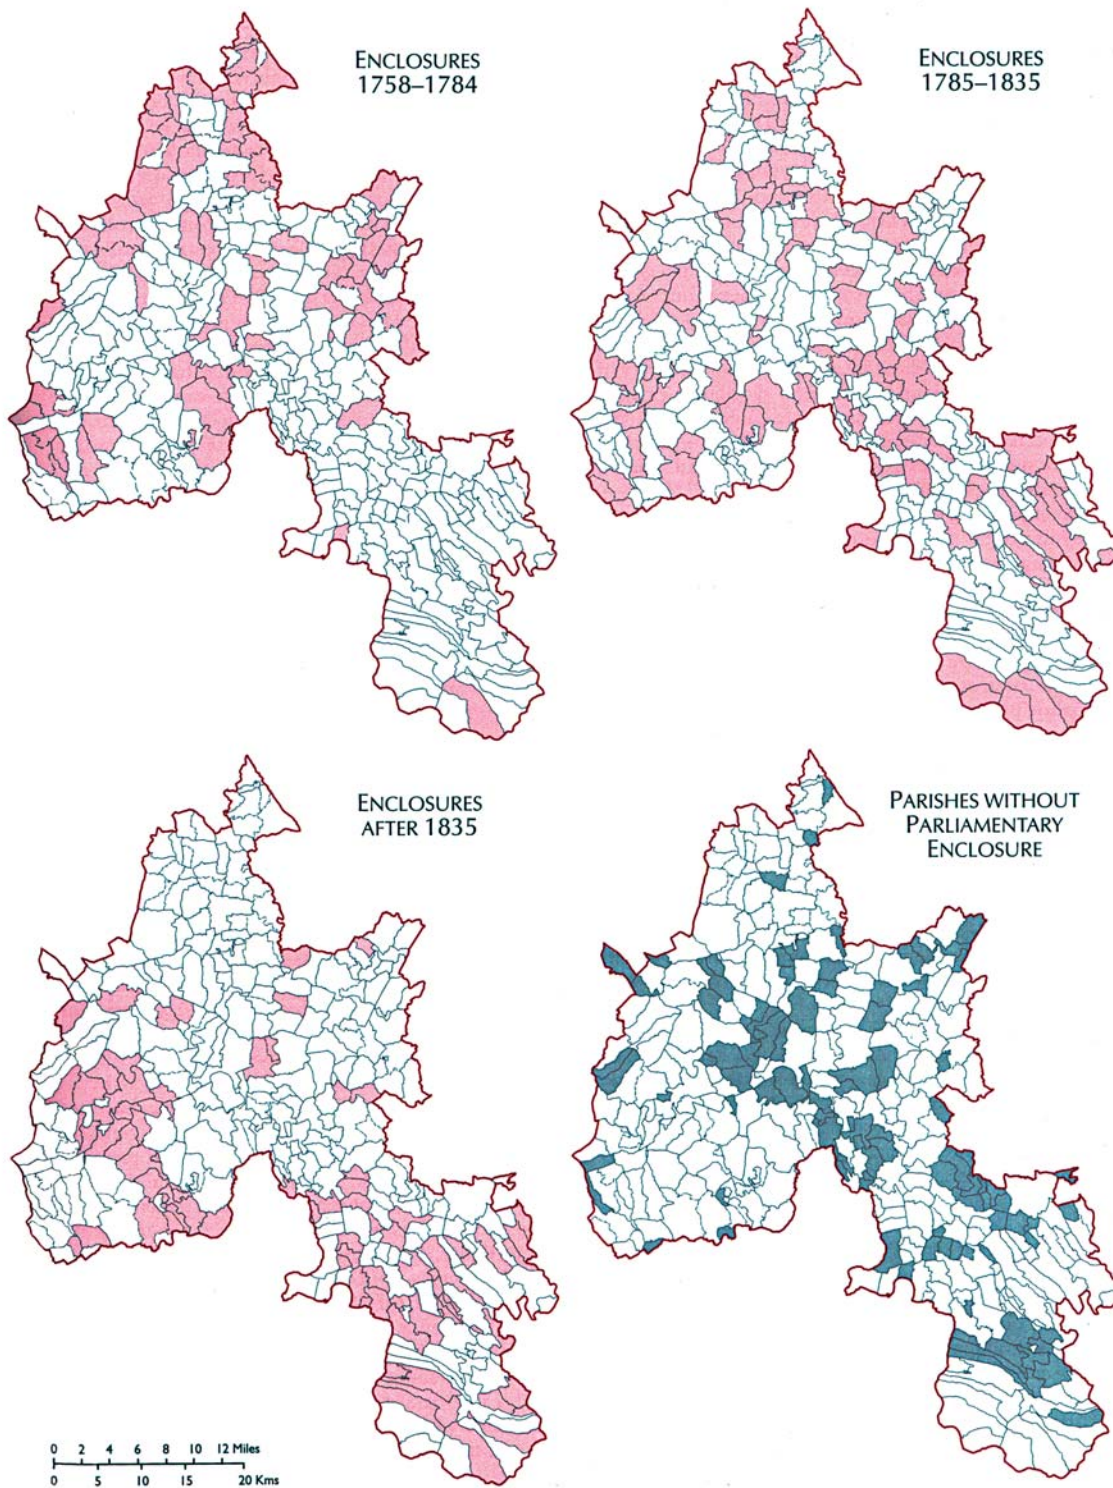 ENCLOSURES
1758–1784
ENCLOSURES
1785–1835
ENCLOSURES
AFTER 1835
PARISHES WITHOUT
PARLIAMENTARY
ENCLOSURE
0 2 4 6 8 10 12 Miles
0 5 10 15 20 Kms